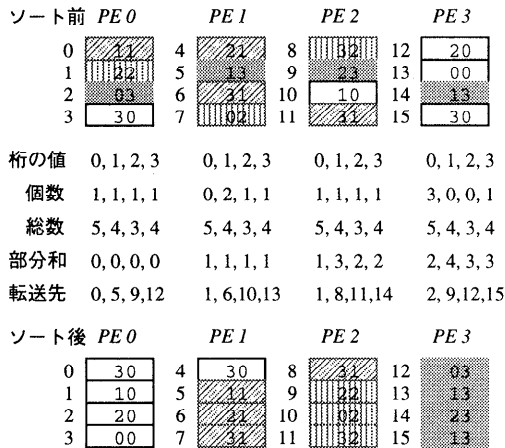 ソート前 PE 0 PE 1 PE 2 PE 3
0 11 4 21 8 32 12 20
1 22 5 13 9 23 13 00
2 03 6 31 10 10 14 13
3 30 7 02 11 31 15 30
桁の値 0, 1, 2, 3 0, 1, 2, 3 0, 1, 2, 3 0, 1, 2, 3
個数 1, 1, 1, 1 0, 2, 1, 1 1, 1, 1, 1 3, 0, 0, 1
総数 5, 4, 3, 4 5, 4, 3, 4 5, 4, 3, 4 5, 4, 3, 4
部分和 0, 0, 0, 0 1, 1, 1, 1 1, 3, 2, 2 2, 4, 3, 3
転送先 0, 5, 9,12 1, 6,10,13 1, 8,11,14 2, 9,12,15
ソート後 PE 0 PE 1 PE 2 PE 3
0 30 4 30 8 31 12 03
1 10 5 11 9 22 13 13
2 20 6 21 10 02 14 23
3 00 7 31 11 32 15 13